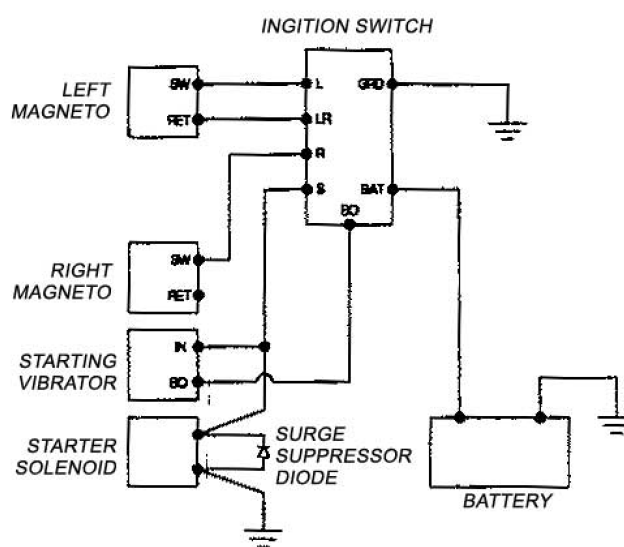 INGITION SWITCH
LEFT
MAGNETO
SW
RET
L
LR
R
S
GRD
BAT
BO
RIGHT
MAGNETO
SW
RET
STARTING
VIBRATOR
IN
BO
STARTER
SOLENOID
SURGE
SUPPRESSOR
DIODE
BATTERY